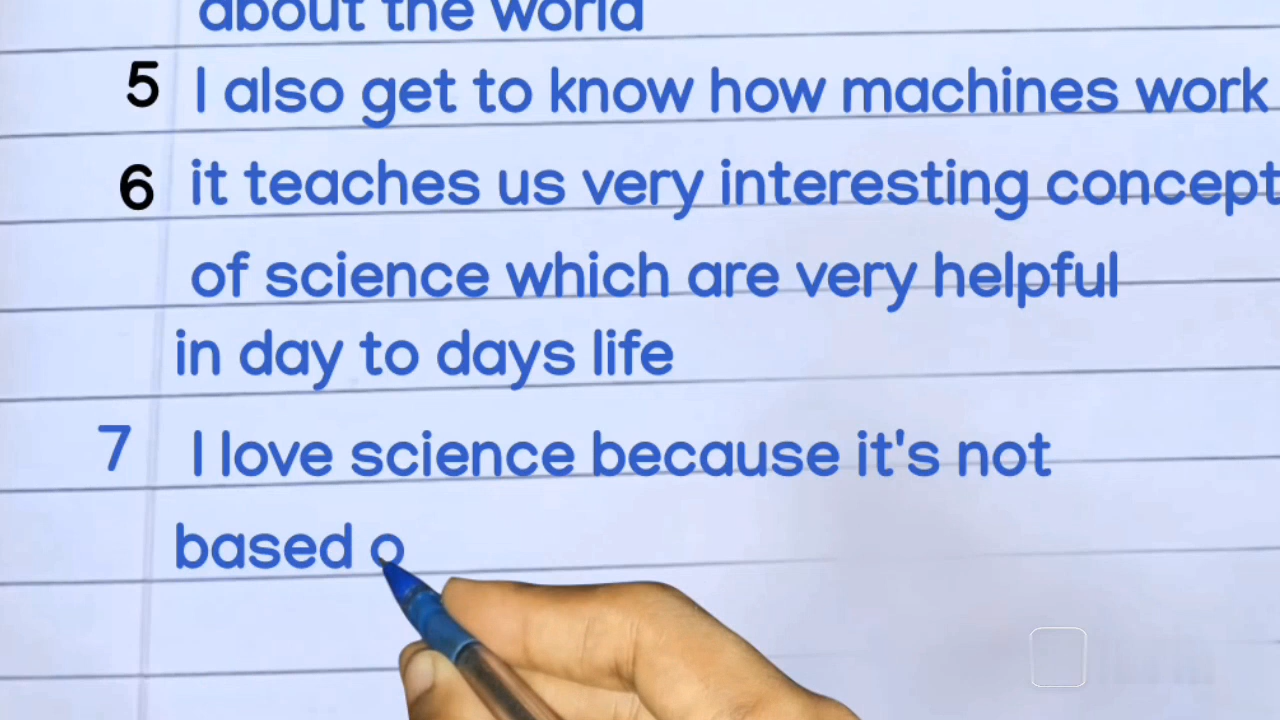 about the world
5 I also get to know how machines work
6 it teaches us very interesting concept
of science which are very helpful
in day to days life
7 I love science because it's not
based o